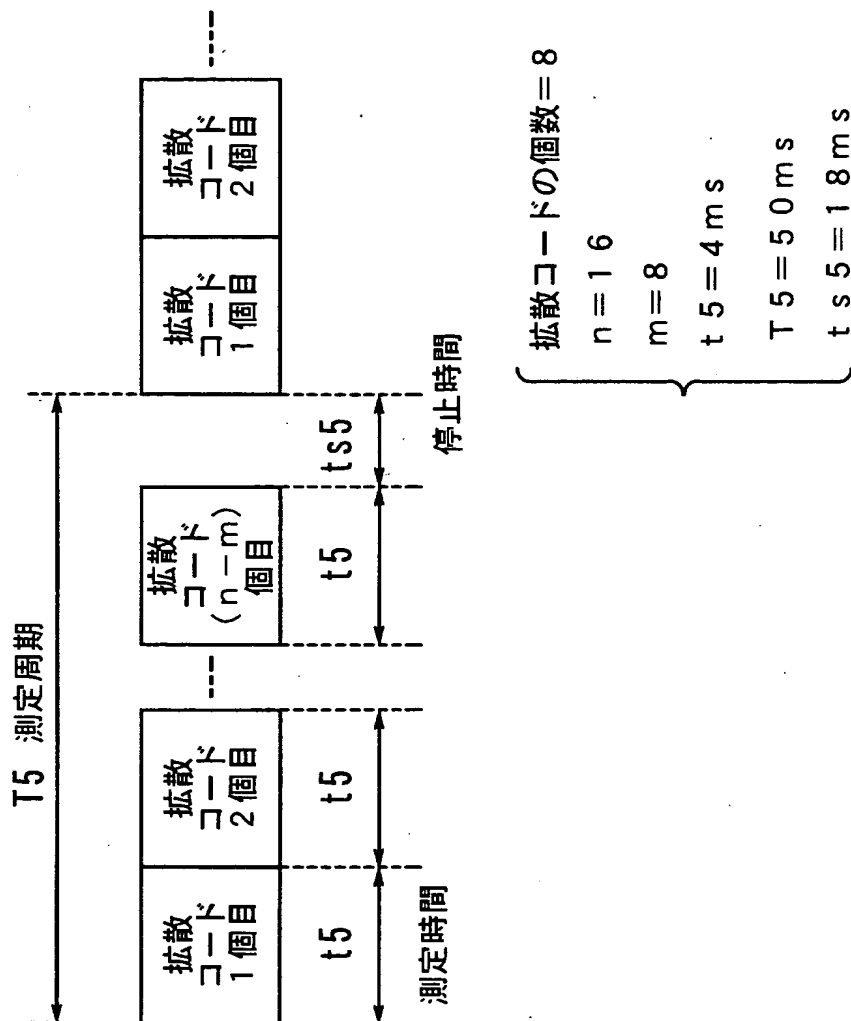 T5 測定周期
拡散
コード
1個目
拡散
コード
2個目
拡散
コード
(n－m)
個目
拡散
コード
1個目
拡散
コード
2個目
t5
t5
t5
ts5
測定時間
停止時間
拡散コードの個数＝8
n＝16
m＝8
t5＝4ms
T5＝50ms
ts5＝18ms